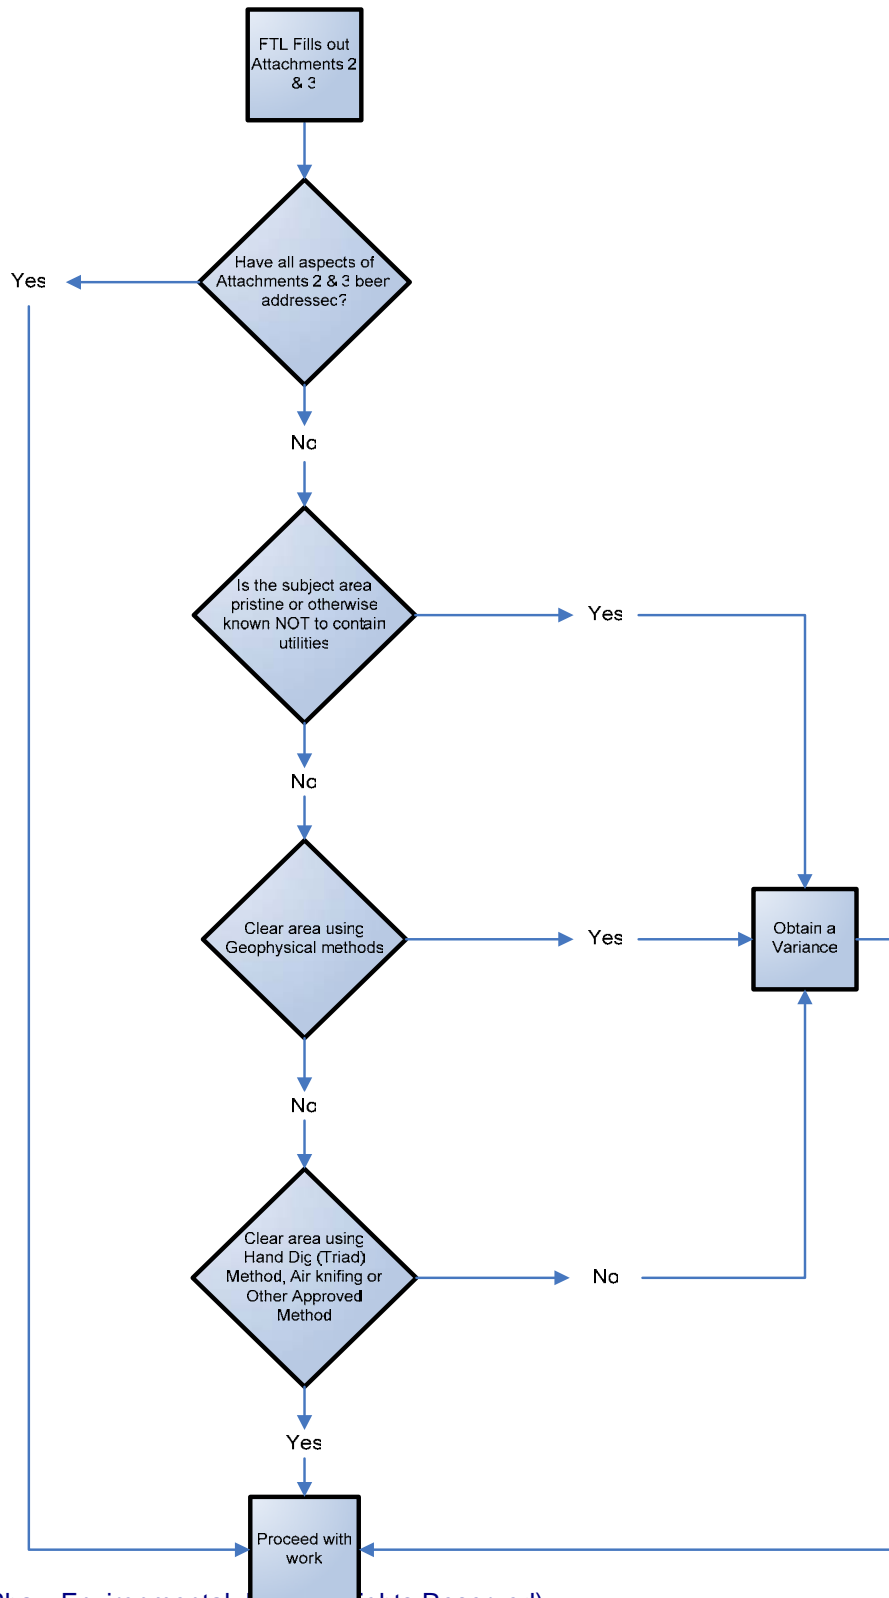 FTL Fills out
Attachments 2
& 3
Have all aspects of
Attachments 2 & 3 been
addressed?
Yes
No
Is the subject area
pristine or otherwise
known NOT to contain
utilities
Yes
No
Clear area using
Geophysical methods
Yes
Obtain a
Variance
No
Clear area using
Hand Dig (Triad)
Method, Air knifing or
Other Approved
Method
No
Yes
Proceed with
work
Environmental
Reserved)